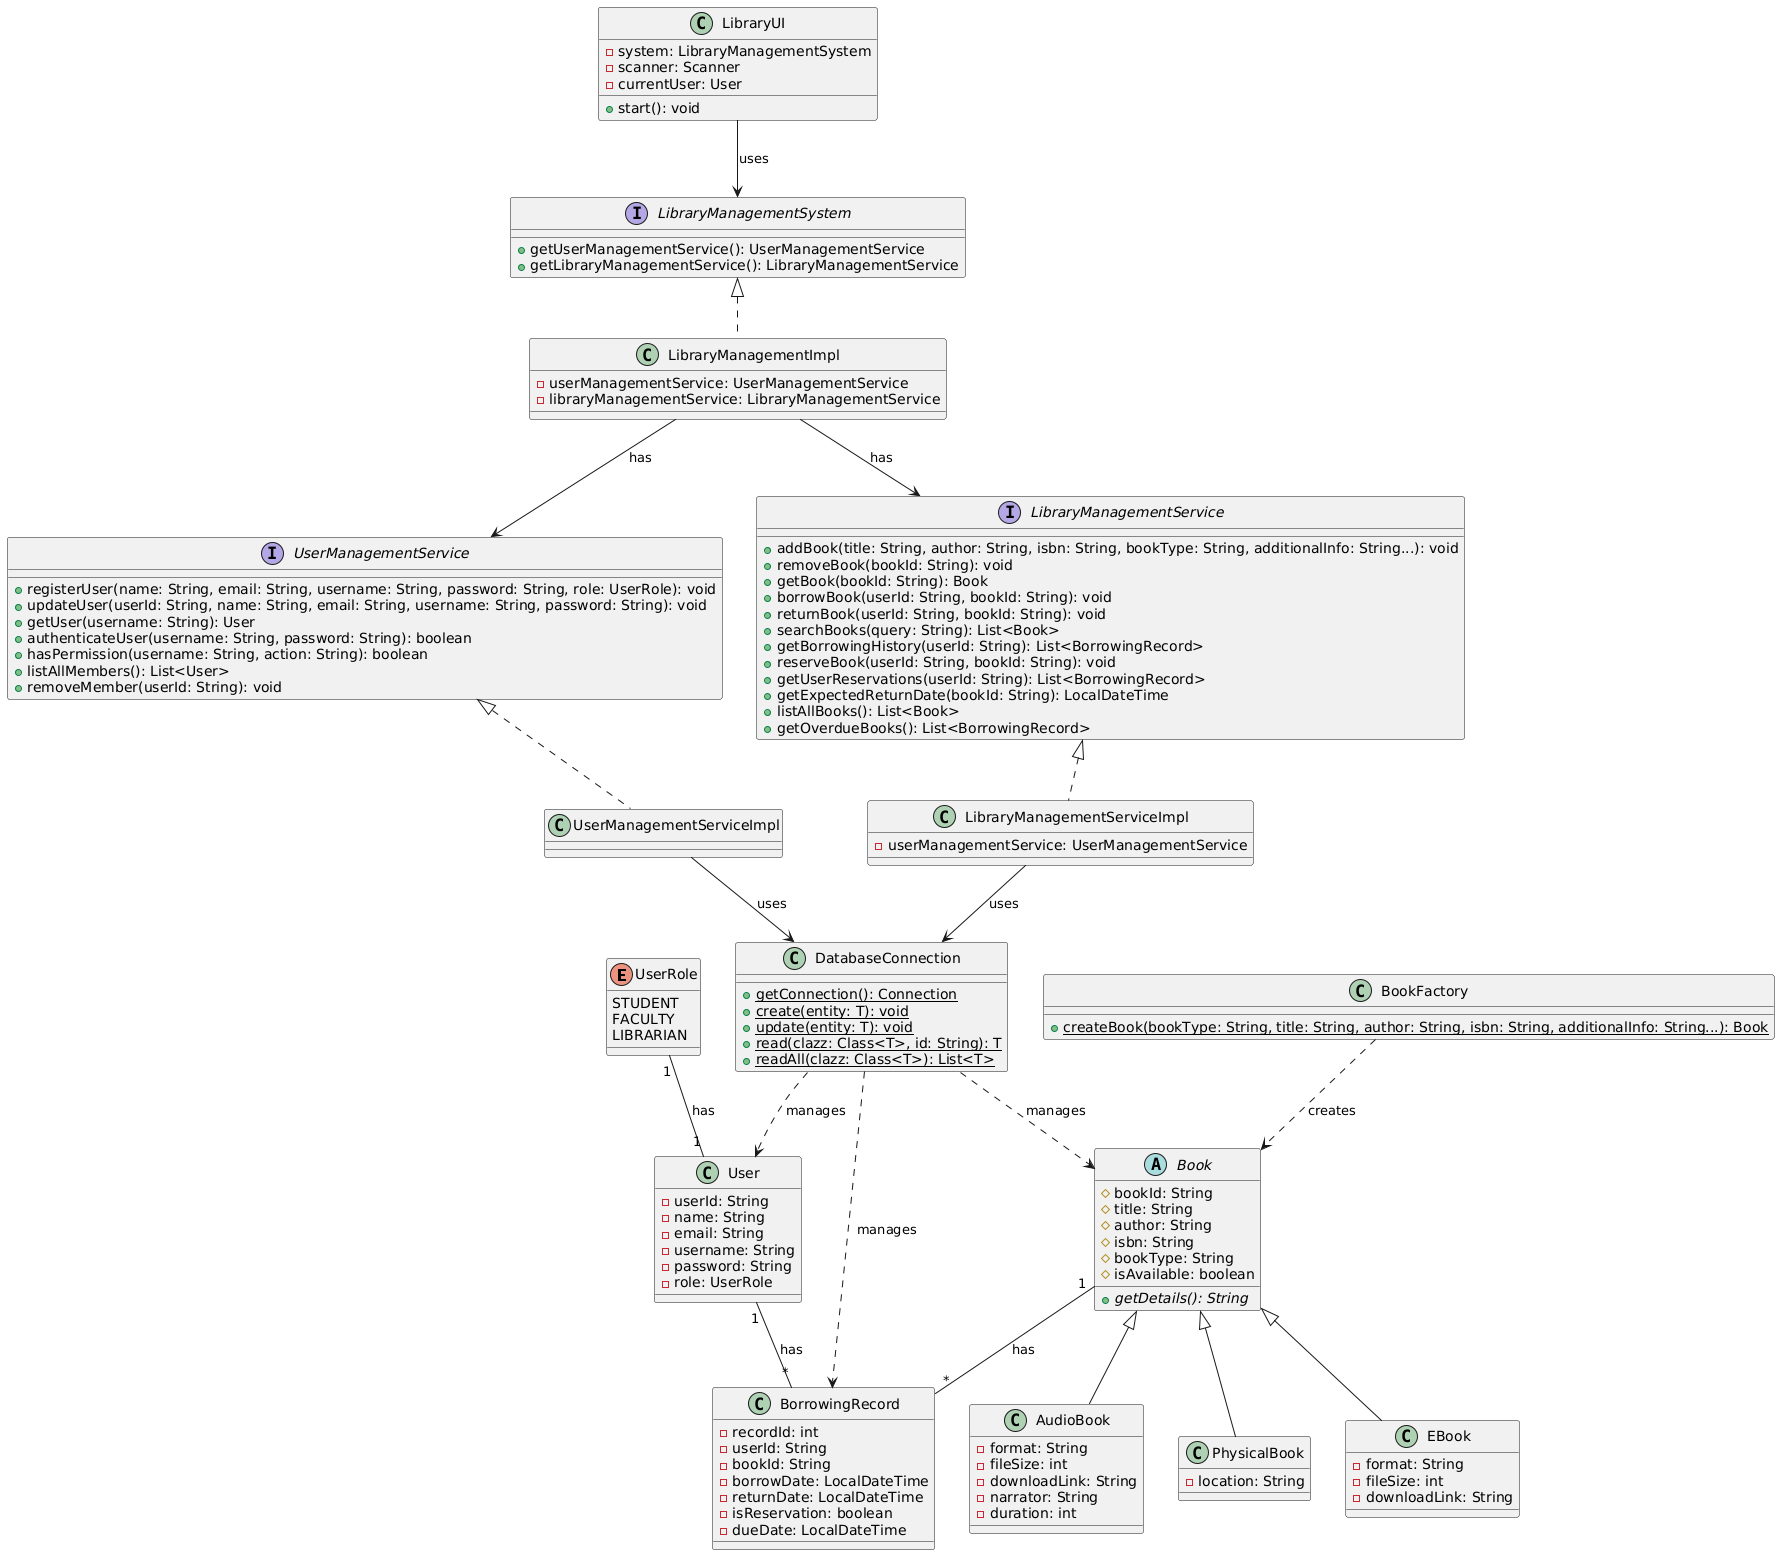 C LibraryUI
system: LibraryManagementSystem
scanner: Scanner
currentUser: User
start(): void
uses
I LibraryManagementSystem
getUserManagementService(): UserManagementService
getLibraryManagementService(): LibraryManagementService
C LibraryManagementImpl
userManagementService: UserManagementService
libraryManagementService: LibraryManagementService
has
has
I UserManagementService
registerUser(name: String, email: String, username: String, password: String, role: UserRole): void
updateUser(userId: String, name: String, email: String, username: String, password: String): void
getUser(username: String): User
authenticateUser(username: String, password: String): boolean
hasPermission(username: String, action: String): boolean
listAllMembers(): List<User>
removeMember(userId: String): void
I LibraryManagementService
addBook(title: String, author: String, isbn: String, bookType: String, additionalInfo: String...): void
removeBook(bookId: String): void
getBook(bookId: String): Book
borrowBook(userId: String, bookId: String): void
returnBook(userId: String, bookId: String): void
searchBooks(query: String): List<Book>
getBorrowingHistory(userId: String): List<BorrowingRecord>
reserveBook(userId: String, bookId: String): void
getUserReservations(userId: String): List<BorrowingRecord>
getExpectedReturnDate(bookId: String): LocalDateTime
listAllBooks(): List<Book>
getOverdueBooks(): List<BorrowingRecord>
C UserManagementServiceImpl
C LibraryManagementServiceImpl
userManagementService: UserManagementService
uses
uses
E UserRole
STUDENT
FACULTY
LIBRARIAN
C DatabaseConnection
getConnection(): Connection
create(entity: T): void
update(entity: T): void
read(clazz: Class<T>, id: String): T
readAll(clazz: Class<T>): List<T>
C BookFactory
createBook(bookType: String, title: String, author: String, isbn: String, additionalInfo: String...): Book
1
has
1
manages
manages
creates
C User
userId: String
name: String
email: String
username: String
password: String
role: UserRole
manages
A Book
bookId: String
title: String
author: String
isbn: String
bookType: String
isAvailable: boolean
getDetails(): String
1
has
*
1
has
*
C BorrowingRecord
recordId: int
userId: String
bookId: String
borrowDate: LocalDateTime
returnDate: LocalDateTime
isReservation: boolean
dueDate: LocalDateTime
C AudioBook
format: String
fileSize: int
downloadLink: String
narrator: String
duration: int
C PhysicalBook
location: String
C EBook
format: String
fileSize: int
downloadLink: String